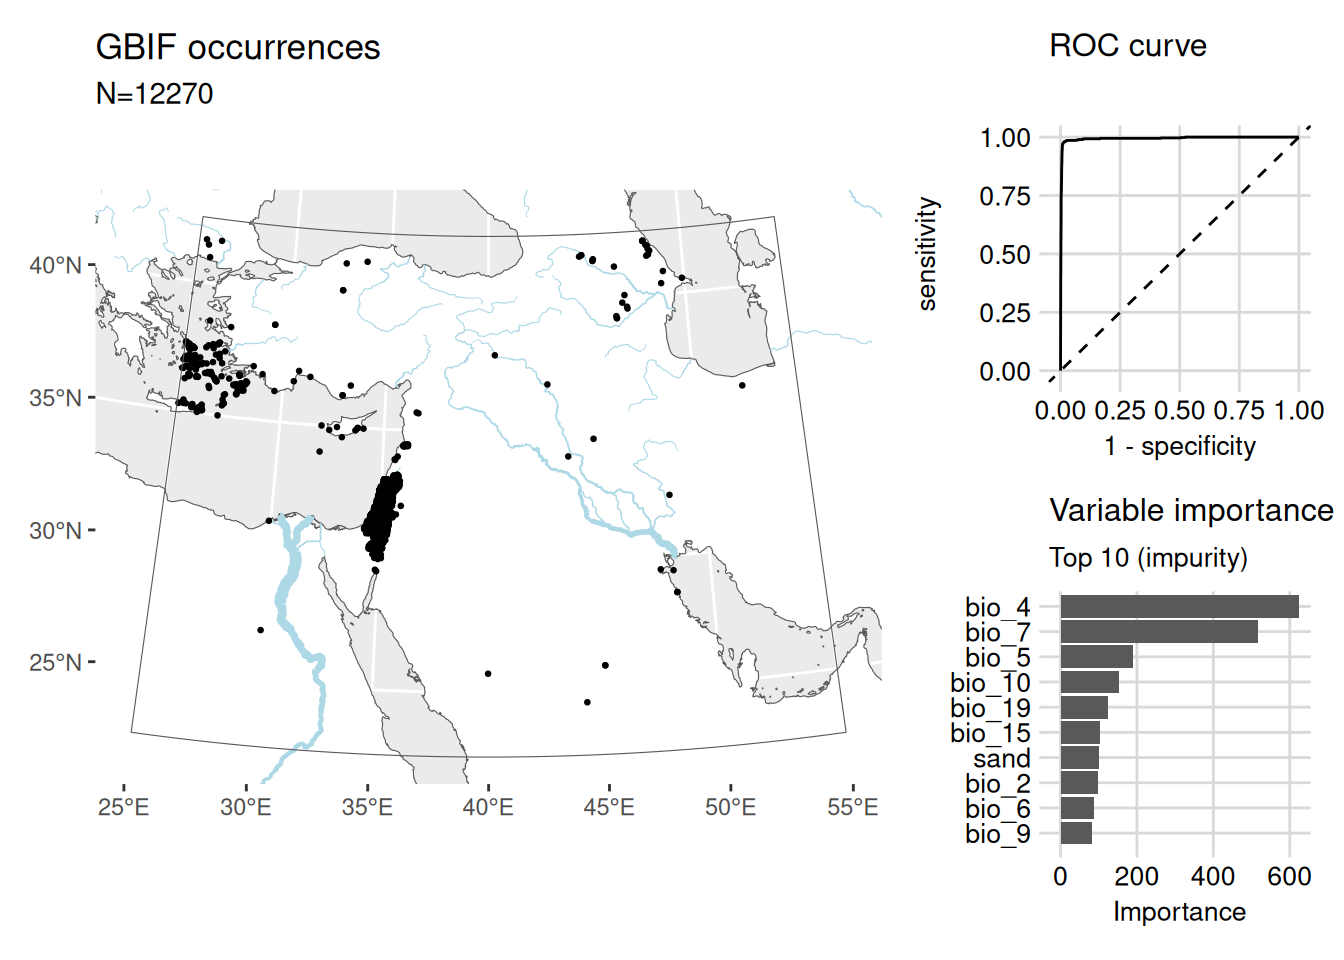 GBIF occurrences
N=12270
40°N
35°N
30°N
25°N
25°E 30°E 35°E 40°E 45°E 50°E 55°E
ROC curve
sensitivity
1.00
0.75
0.50
0.25
0.00
0.00 0.25 0.50 0.75 1.00
1 - specificity
Variable importance
Top 10 (impurity)
bio_4
bio_7
bio_5
bio_10
bio_19
bio_15
sand
bio_2
bio_6
bio_9
0 200 400 600
Importance